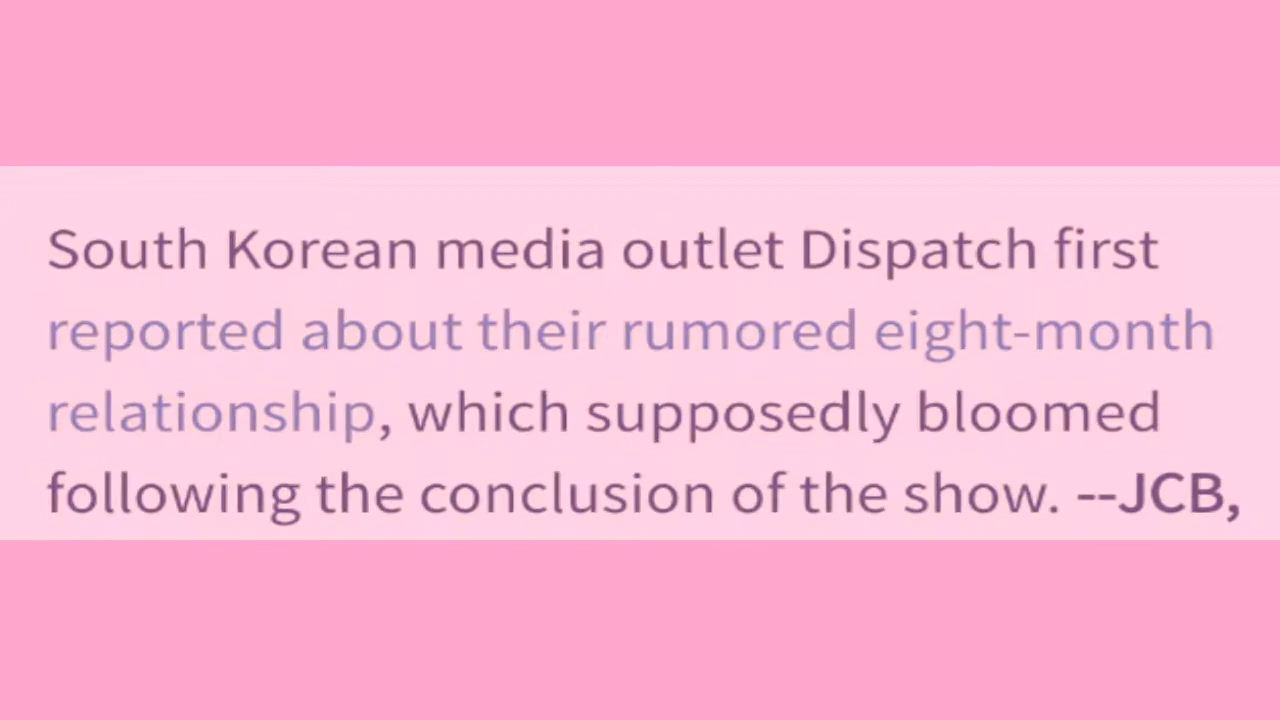 South Korean media outlet Dispatch first
reported about their rumored eight-month
relationship, which supposedly bloomed
following the conclusion of the show. --JCB,